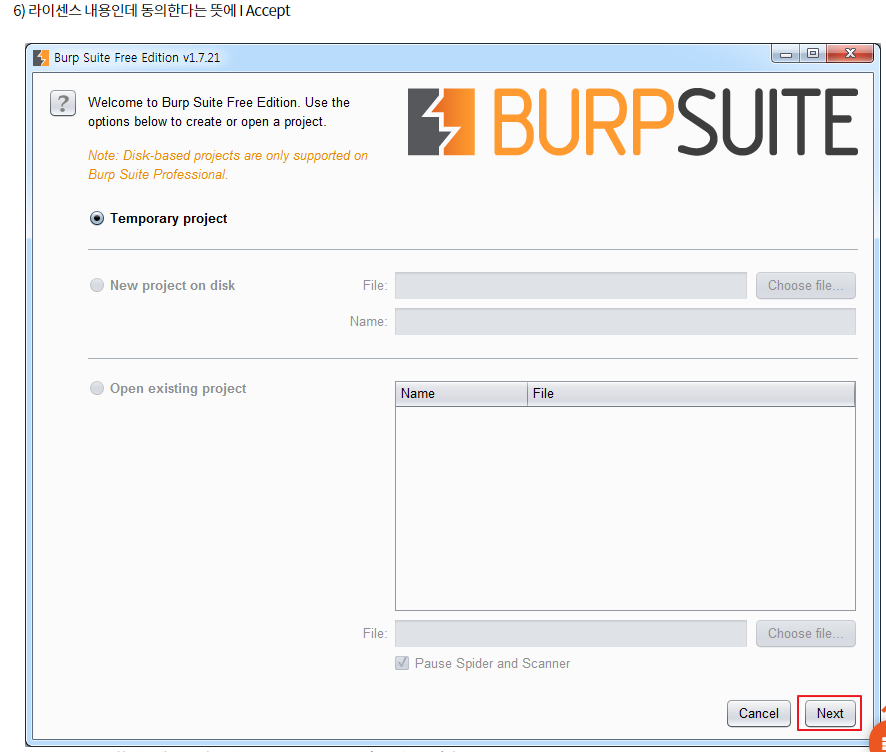 6) 라이센스 내용인데 동의한다는 뜻에 I Accept
Burp Suite Free Edition v1.7.21
?
Welcome to Burp Suite Free Edition. Use the
options below to create or open a project.
BURPSUITE
Note: Disk-based projects are only supported on
Burp Suite Professional.
Temporary project
New project on disk
File:
Choose file...
Name:
Open existing project
Name
File
File:
Choose file...
Pause Spider and Scanner
Cancel
Next